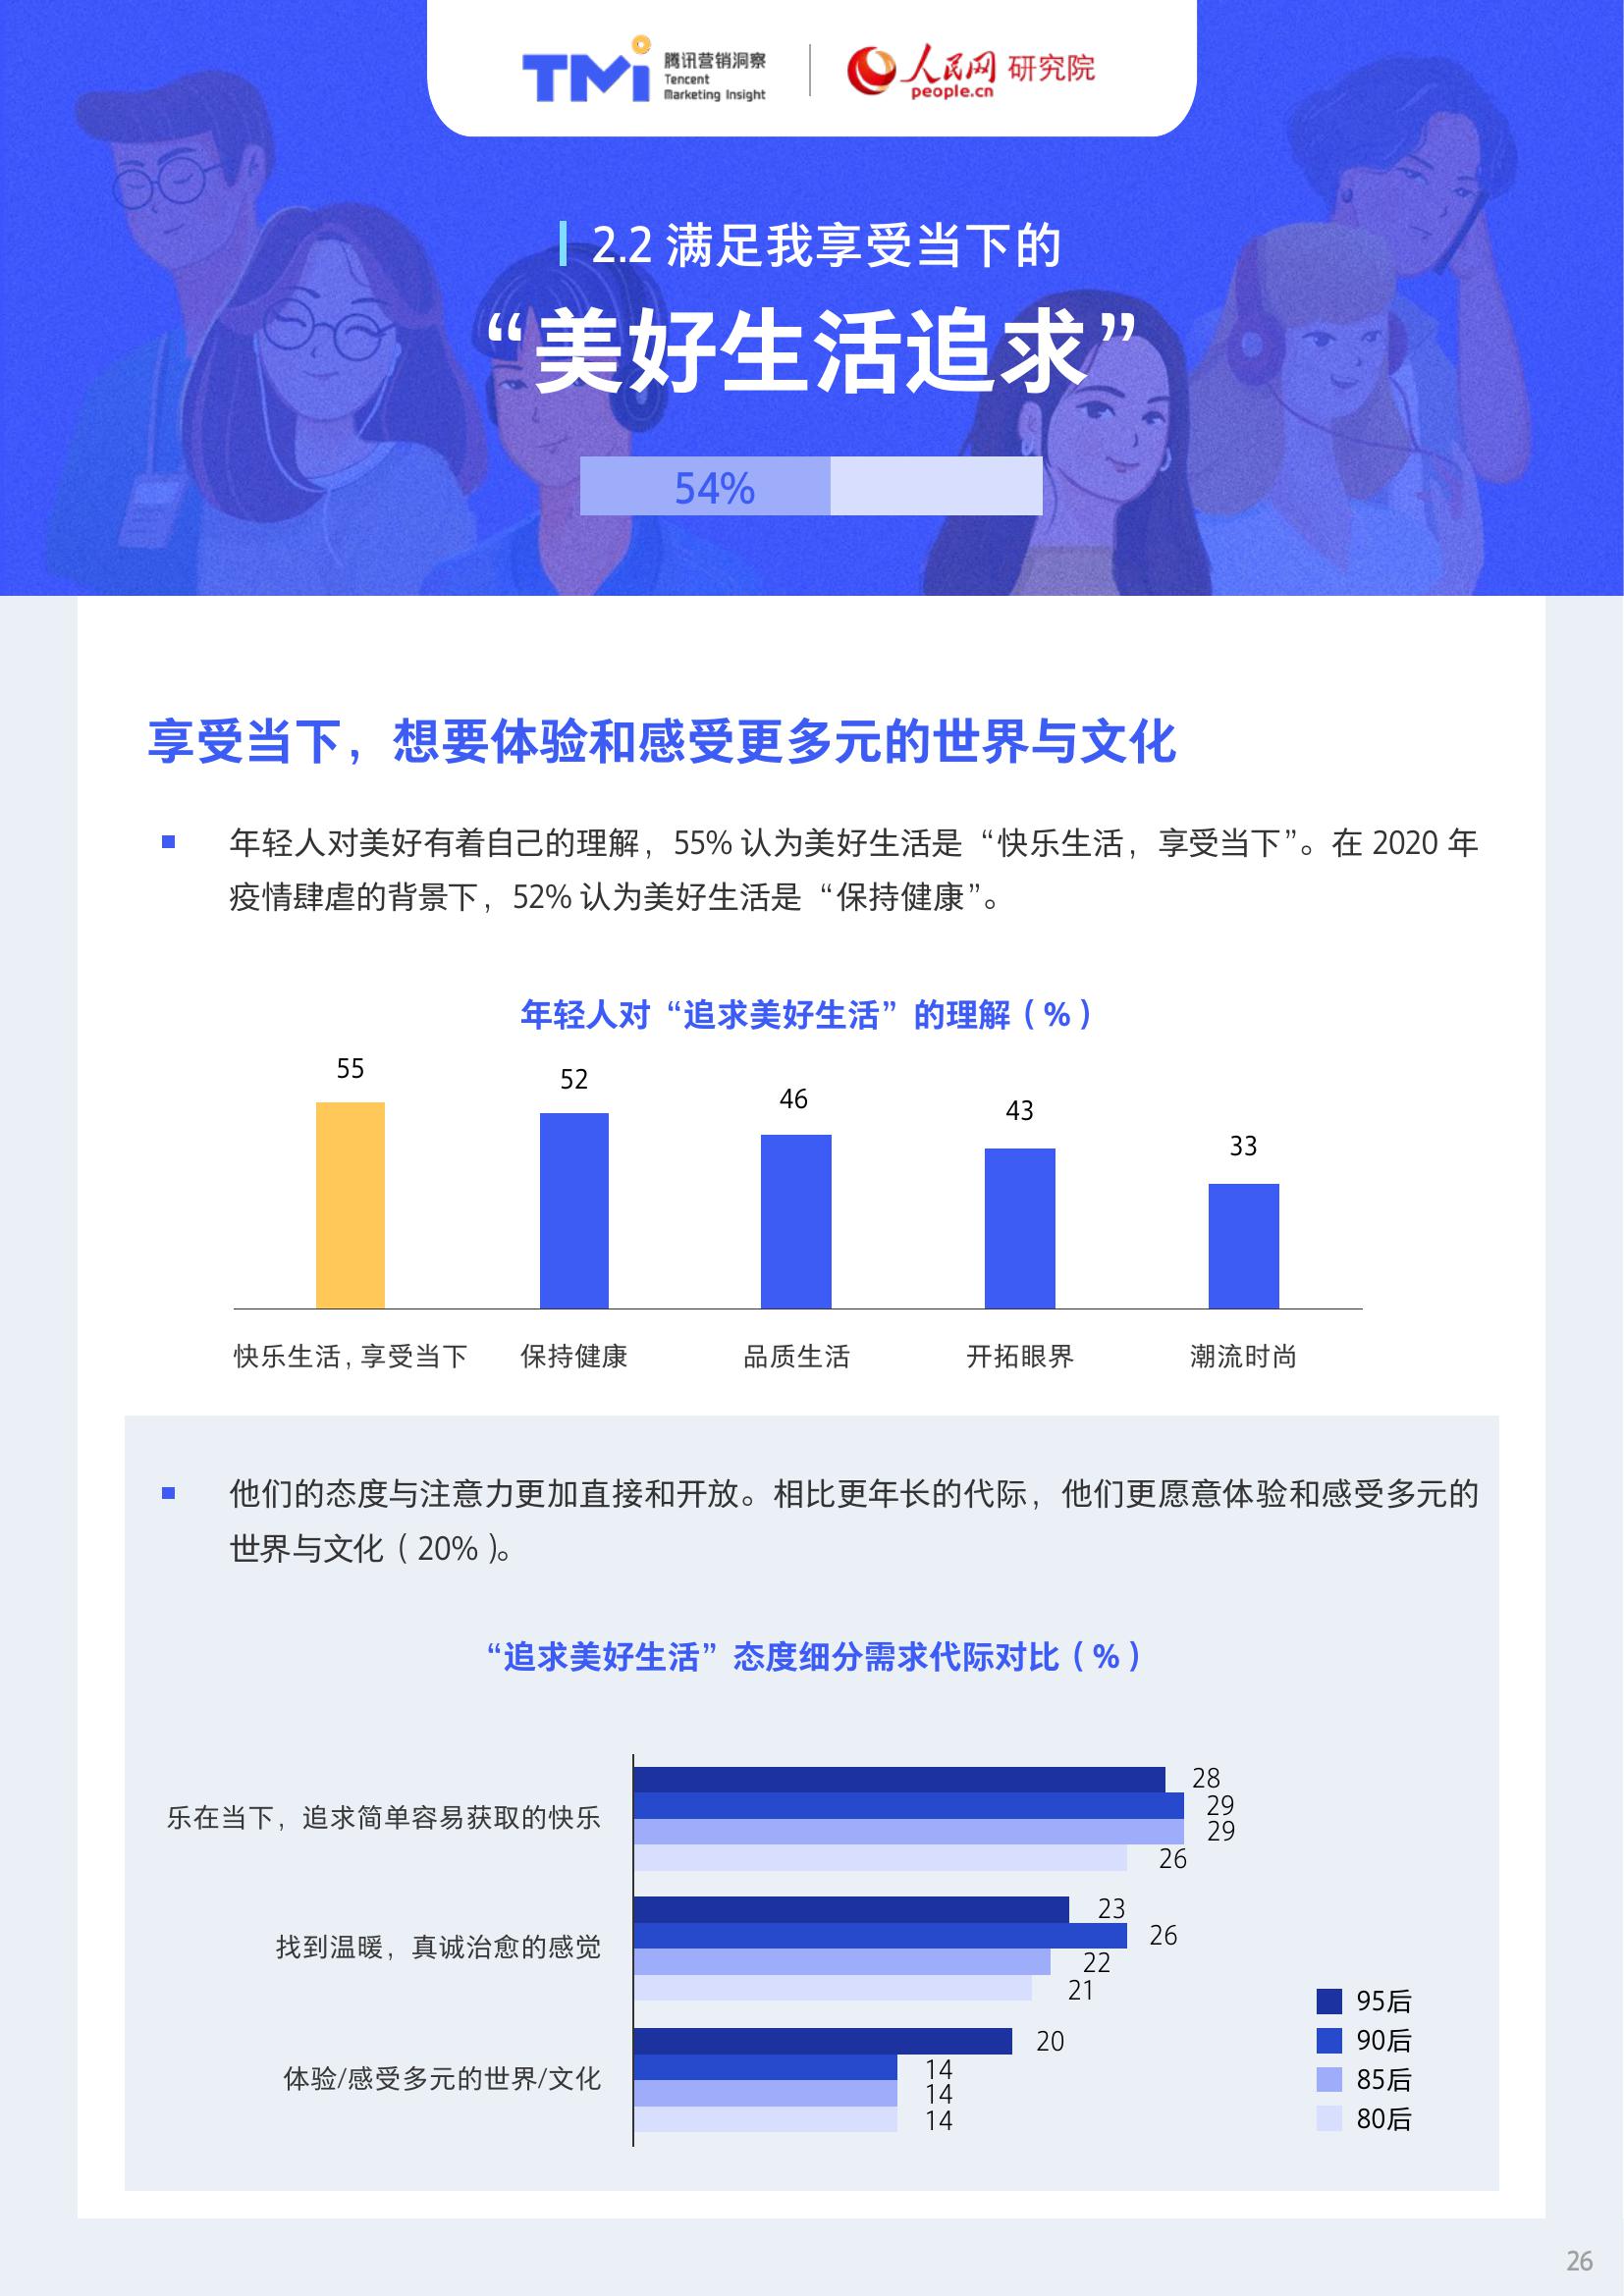 TMi 腾讯营销洞察
Tencent
Marketing Insight
人民网 研究院
people.cn
2.2 满足我享受当下的
“美好生活追求”
54%
享受当下，想要体验和感受更多元的世界与文化
年轻人对美好有着自己的理解，55% 认为美好生活是“快乐生活，享受当下”。在 2020 年
疫情肆虐的背景下，52% 认为美好生活是“保持健康”。
年轻人对“追求美好生活”的理解（%）
55
52
46
43
33
快乐生活，享受当下
保持健康
品质生活
开拓眼界
潮流时尚
他们的态度与注意力更加直接和开放。相比更年长的代际，他们更愿意体验和感受多元的
世界与文化（20%）。
“追求美好生活”态度细分需求代际对比（%）
乐在当下，追求简单容易获取的快乐
28
29
29
26
找到温暖，真诚治愈的感觉
23
26
22
21
体验/感受多元的世界/文化
20
14
14
14
95后
90后
85后
80后
26